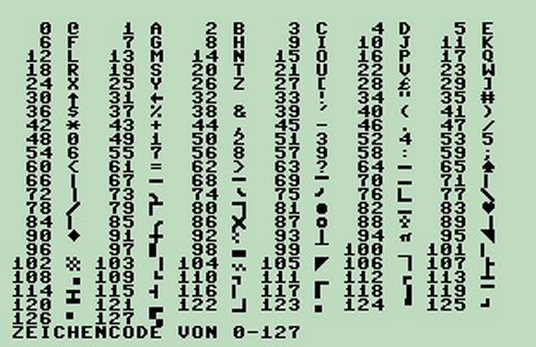 0 @ 1 A 2 B 3 C 4 D 5 E
6 F 7 G 8 H 9 I 10 J 11 K
12 L 13 M 14 N 15 O 16 P 17 Q
18 R 19 S 20 T 21 U 22 V 23 W
24 X 25 Y 26 Z 27 [ 28 £ 29 ]
30 ↑ 31 ← 32 33 ! 34 " 35 #
36 $ 37 % 38 & 39 ' 40 ( 41 )
42 * 43 + 44 , 45 - 46 . 47 /
48 0 49 1 50 2 51 3 52 4 53 5
54 6 55 7 56 8 57 9 58 : 59 ;
60 < 61 = 62 > 63 ? 64 65 ♠
66 67 68 69 70 71
72 73 74 75 76 77
78 79 80 81 ● 82 83 ♥
84 85 86 87 88 89
90 ♦ 91 92 93 94 π 95
96 97 98 99 100 101
102 103 104 105 106 107
108 109 110 111 112 113
114 115 116 117 118 119
120 121 122 123 124 125
126 127
ZEICHENCODE VON 0-127